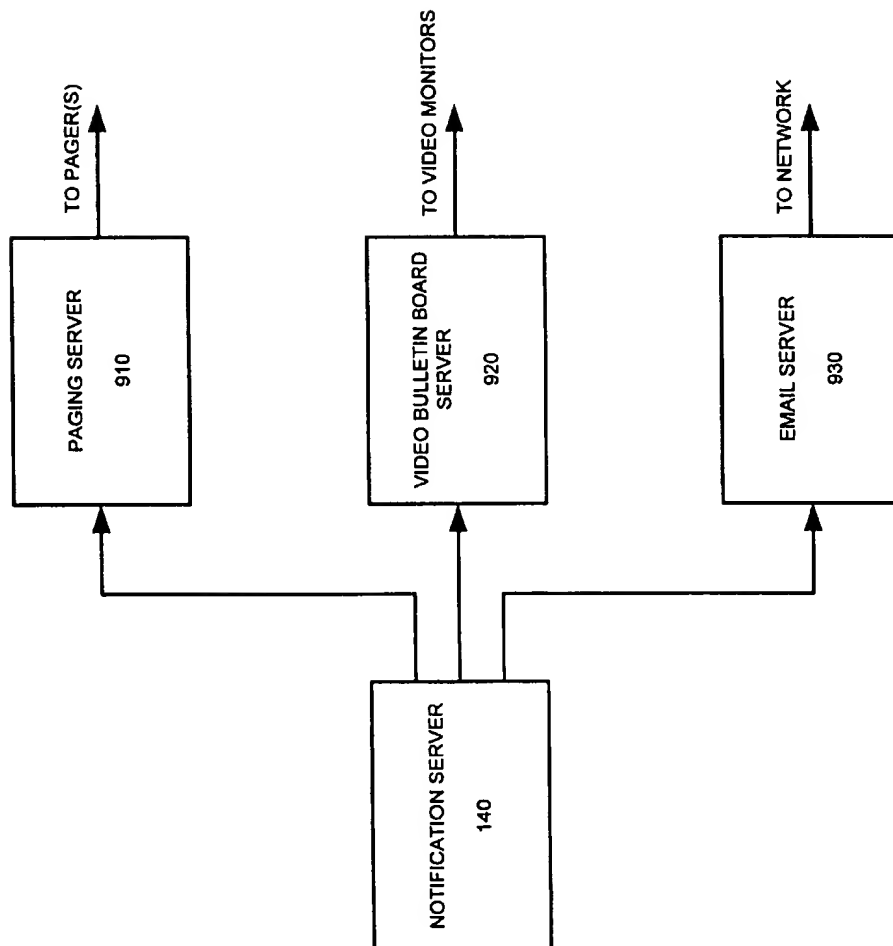 NOTIFICATION SERVER
140
PAGING SERVER
910
TO PAGER(S)
VIDEO BULLETIN BOARD
SERVER
920
TO VIDEO MONITORS
EMAIL SERVER
930
TO NETWORK